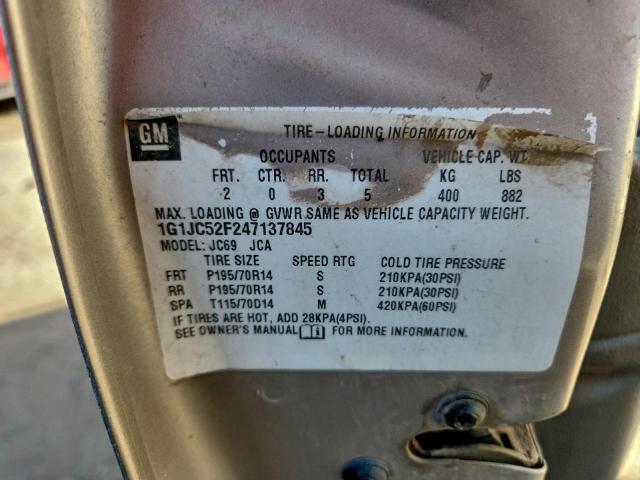 GM
TIRE-LOADING INFORMATION
OCCUPANTS VEHICLE CAP. WT.
FRT. CTR. RR. TOTAL KG LBS
2 0 3 5 400 882
MAX. LOADING @ GVWR SAME AS VEHICLE CAPACITY WEIGHT.
1G1JC52F247137845
MODEL: JC69 JCA
TIRE SIZE SPEED RTG COLD TIRE PRESSURE
FRT P195/70R14 S 210KPA(30PSI)
RR P195/70R14 S 210KPA(30PSI)
SPA T115/70D14 M 420KPA(60PSI)
IF TIRES ARE HOT, ADD 28KPA(4PSI).
SEE OWNER'S MANUAL FOR MORE INFORMATION.